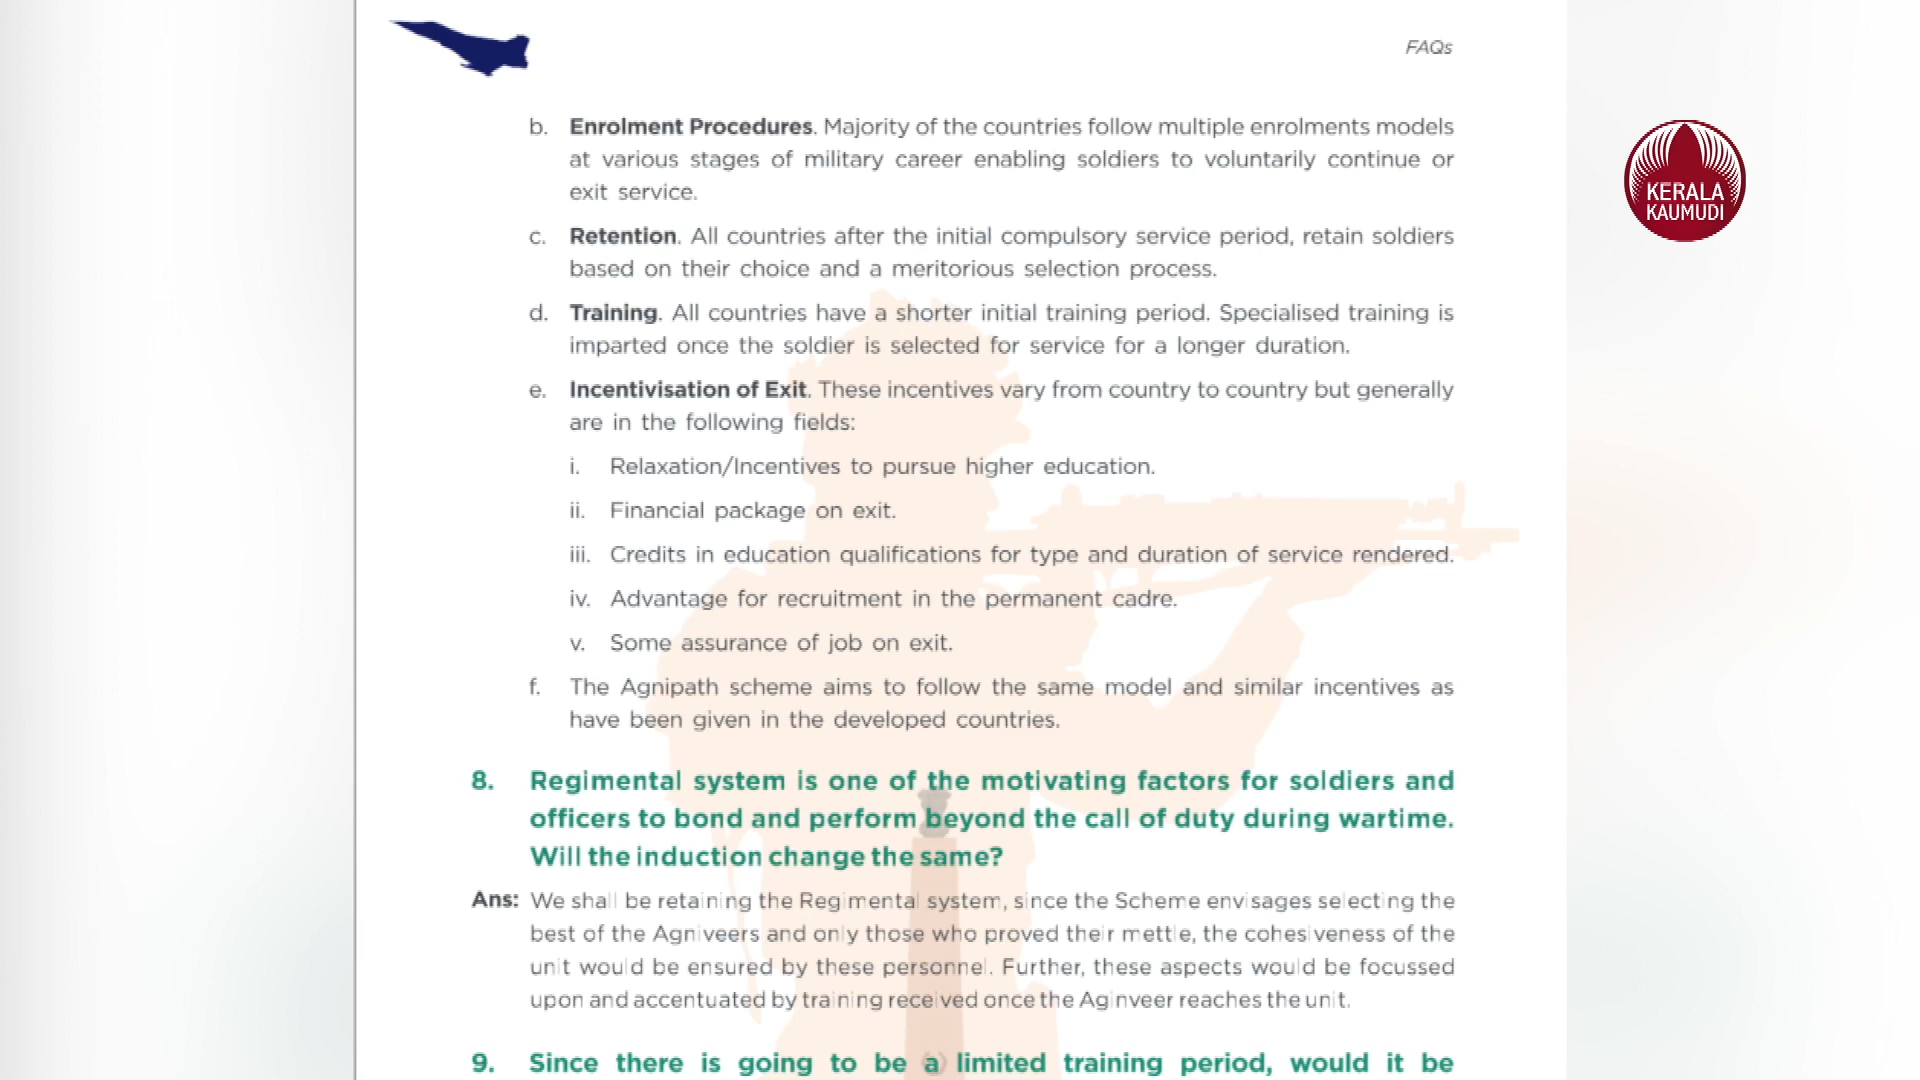 FAQs
b. Enrolment Procedures. Majority of the countries follow multiple enrolments models
at various stages of military career enabling soldiers to voluntarily continue or
exit service.
KERALA
KAUMUDI
c. Retention. All countries after the initial compulsory service period, retain soldiers
based on their choice and a meritorious selection process.
d. Training. All countries have a shorter initial training period. Specialised training is
imparted once the soldier is selected for service for a longer duration.
e. Incentivisation of Exit. These incentives vary from country to country but generally
are in the following fields:
i. Relaxation/Incentives to pursue higher education.
ii. Financial package on exit.
iii. Credits in education qualifications for type and duration of service rendered.
iv. Advantage for recruitment in the permanent cadre.
v. Some assurance of job on exit.
f. The Agnipath scheme aims to follow the same model and similar incentives as
have been given in the developed countries.
8. Regimental system is one of the motivating factors for soldiers and
officers to bond and perform beyond the call of duty during wartime.
Will the induction change the same?
Ans: We shall be retaining the Regimental system, since the Scheme envisages selecting the
best of the Agniveers and only those who proved their mettle, the cohesiveness of the
unit would be ensured by these personnel. Further, these aspects would be focussed
upon and accentuated by training received once the Aginveer reaches the unit.
9. Since there is going to be a limited training period, would it be